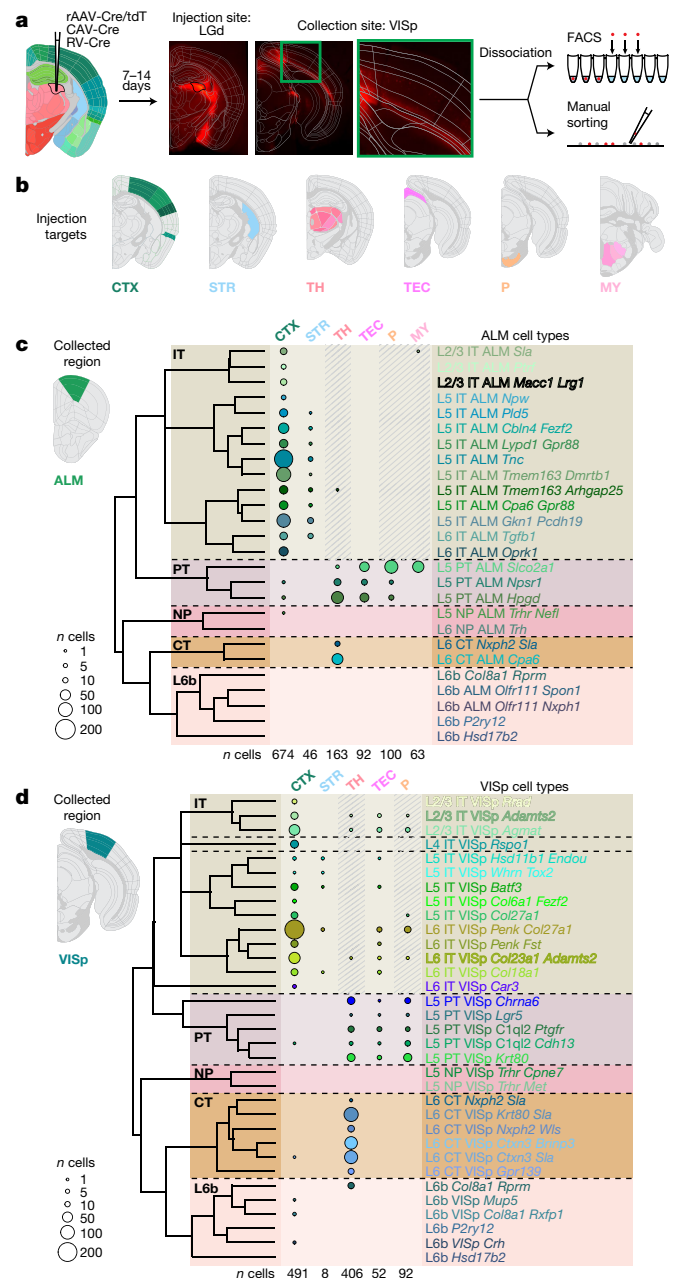 a
rAAV-Cre/tdT
CAV-Cre
RV-Cre
7–14
days
Injection site:
LGd
Collection site: VISp
Dissociation
FACS
Manual
sorting
b
Injection
targets
CTX
STR
TH
TEC
P
MY
c
Collected
region
ALM
CTX STR TH TEC P MY
ALM cell types
IT
L2/3 IT ALM Sla
L2/3 IT ALM
L2/3 IT ALM Macc1 Lrg1
L5 IT ALM Npw
L5 IT ALM Pld5
L5 IT ALM Cbln4 Fezf2
L5 IT ALM Lypd1 Gpr88
L5 IT ALM Tnc
L5 IT ALM Tmem163 Dmrtb1
L5 IT ALM Tmem163 Arhgap25
L5 IT ALM Cpa6 Gpr88
L5 IT ALM Gkn1 Pcdh19
L6 IT ALM Tgfb1
L6 IT ALM Oprk1
PT
L5 PT ALM Slco2a1
L5 PT ALM Npsr1
L5 PT ALM Hpgd
NP
L5 NP ALM Trhr Nefl
L6 NP ALM Trh
CT
L6 CT Nxph2 Sla
L6 CT ALM Cpa6
L6b
L6b Col8a1 Rprm
L6b ALM Olfr111 Spon1
L6b ALM Olfr111 Nxph1
L6b P2ry12
L6b Hsd17b2
n cells
1
5
10
50
100
200
n cells 674 46 163 92 100 63
d
Collected
region
VISp
CTX STR TH TEC P
VISp cell types
IT
L2/3 IT VISp Rrad
L2/3 IT VISp Adamts2
L2/3 IT VISp Agmat
L4 IT VISp Rspo1
L5 IT VISp Hsd11b1 Endou
L5 IT VISp Whrn Tox2
L5 IT VISp Batf3
L5 IT VISp Col6a1 Fezf2
L5 IT VISp Col27a1
L6 IT VISp Penk Col27a1
L6 IT VISp Penk Fst
L6 IT VISp Col23a1 Adamts2
L6 IT VISp Col18a1
L6 IT VISp Car3
PT
L5 PT VISp Chrna6
L5 PT VISp Lgr5
L5 PT VISp C1ql2 Ptgfr
L5 PT VISp C1ql2 Cdh13
L5 PT VISp Krt80
NP
L5 NP VISp Trhr Cpne7
L5 NP VISp Trhr Met
CT
L6 CT Nxph2 Sla
L6 CT VISp Krt80 Sla
L6 CT VISp Nxph2 Wls
L6 CT VISp Ctxn3 Brinp3
L6 CT VISp Ctxn3 Sla
L6 CT VISp Gpr139
L6b
L6b Col8a1 Rprm
L6b VISp Mup5
L6b VISp Col8a1 Rxfp1
L6b P2ry12
L6b VISp Crh
L6b Hsd17b2
n cells
1
5
10
50
100
200
n cells 491 8 406 52 92